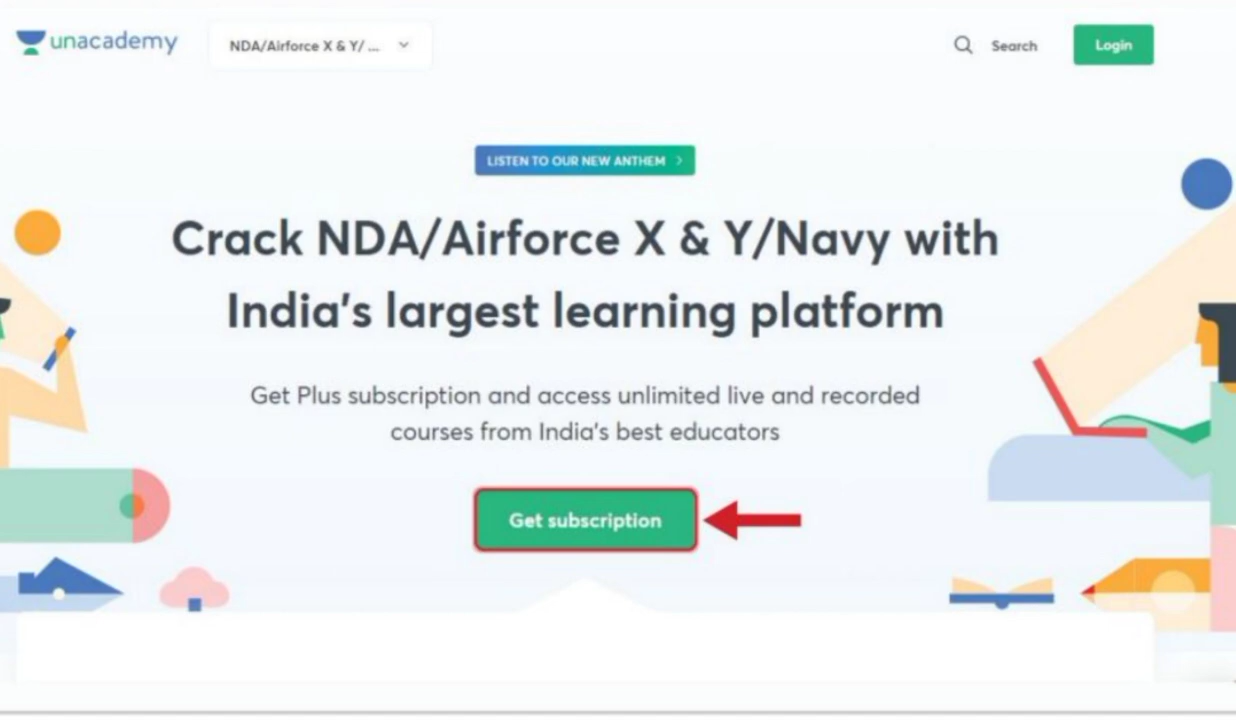 unacademy
NDA/Airforce X & Y/ ...
Search
Login
LISTEN TO OUR NEW ANTHEM
Crack NDA/Airforce X & Y/Navy with
India's largest learning platform
Get Plus subscription and access unlimited live and recorded
courses from India's best educators
Get subscription